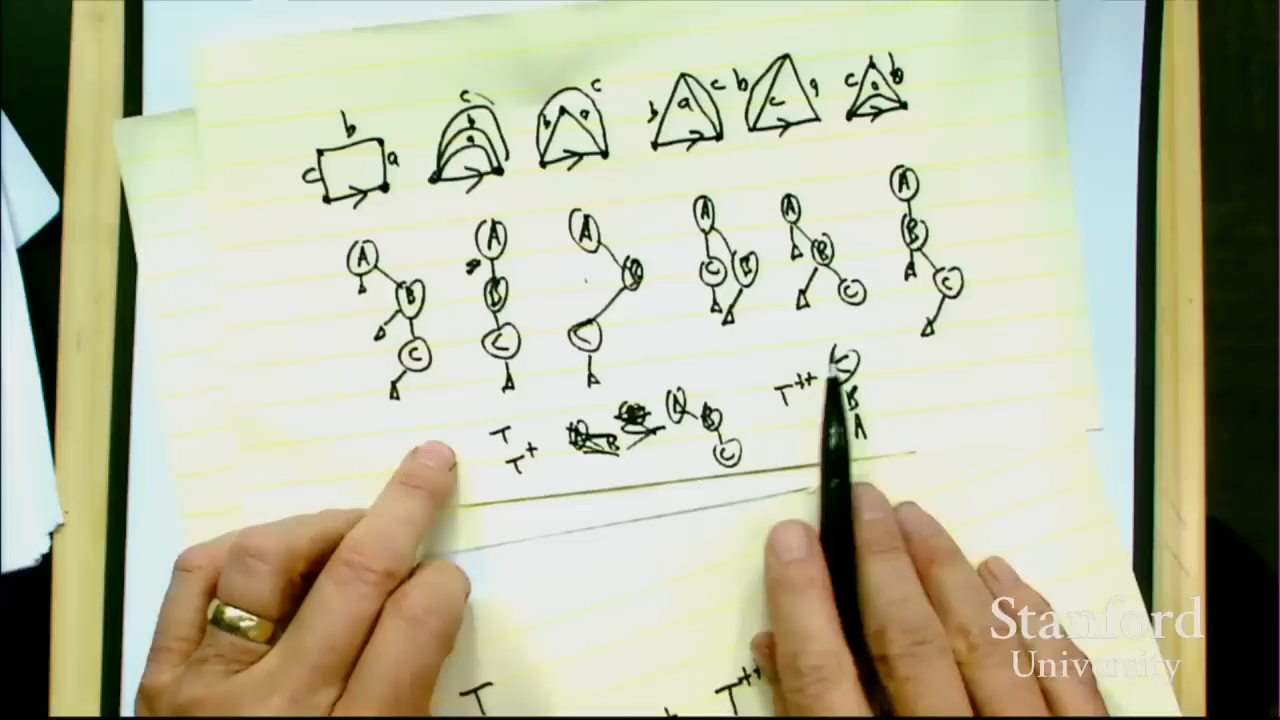 b c b c b c b
c a b a b a a c a a
A A A A A A
B B B C B B B
C C C C C
T A T++ C
T+ B B
C A
T T++
Stanford
University